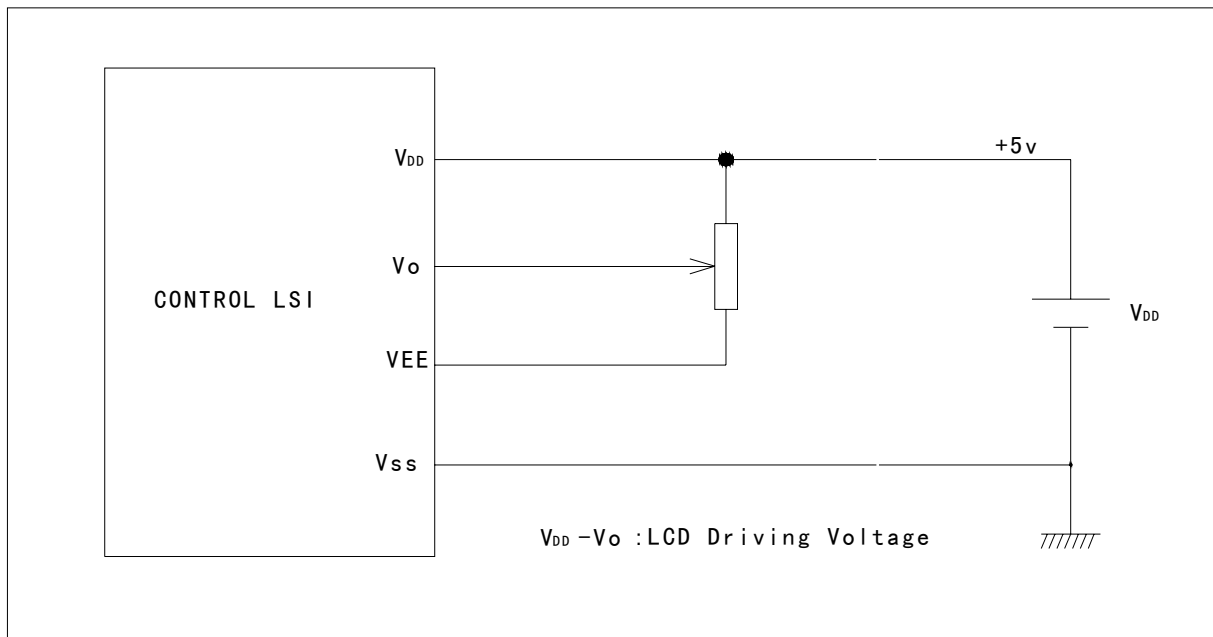 VDD
+5v
Vo
CONTROL LSI
VDD
VEE
Vss
VDD-Vo :LCD Driving Voltage